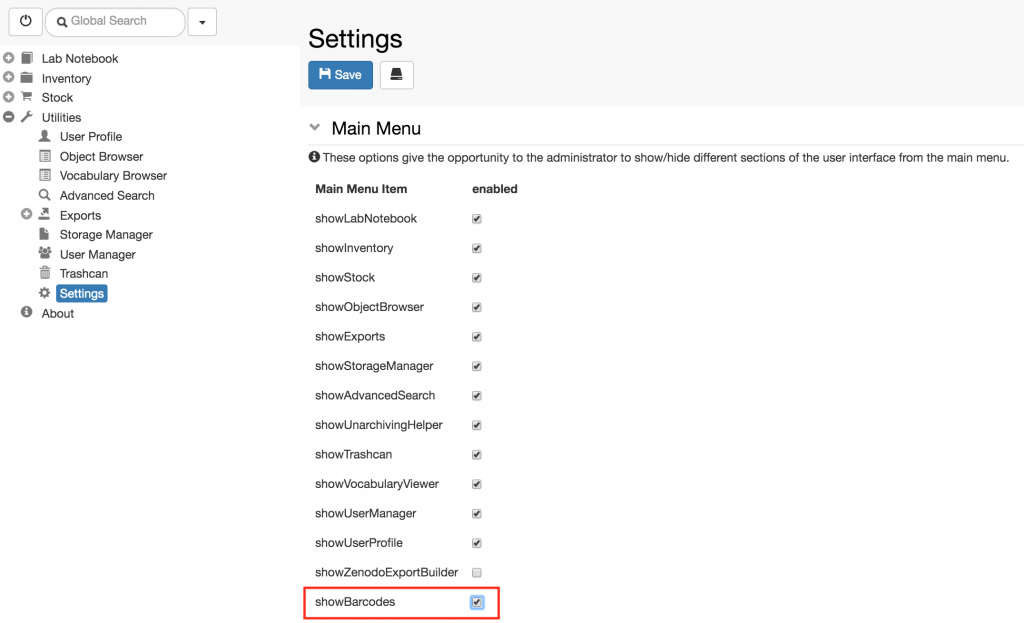 Global Search
Lab Notebook
Inventory
Stock
Utilities
User Profile
Object Browser
Vocabulary Browser
Advanced Search
Exports
Storage Manager
User Manager
Trashcan
Settings
About
Settings
Save
Main Menu
These options give the opportunity to the administrator to show/hide different sections of the user interface from the main menu.
Main Menu Item enabled
showLabNotebook
showInventory
showStock
showObjectBrowser
showExports
showStorageManager
showAdvancedSearch
showUnarchivingHelper
showTrashcan
showVocabularyViewer
showUserManager
showUserProfile
showZenodoExportBuilder
showBarcodes